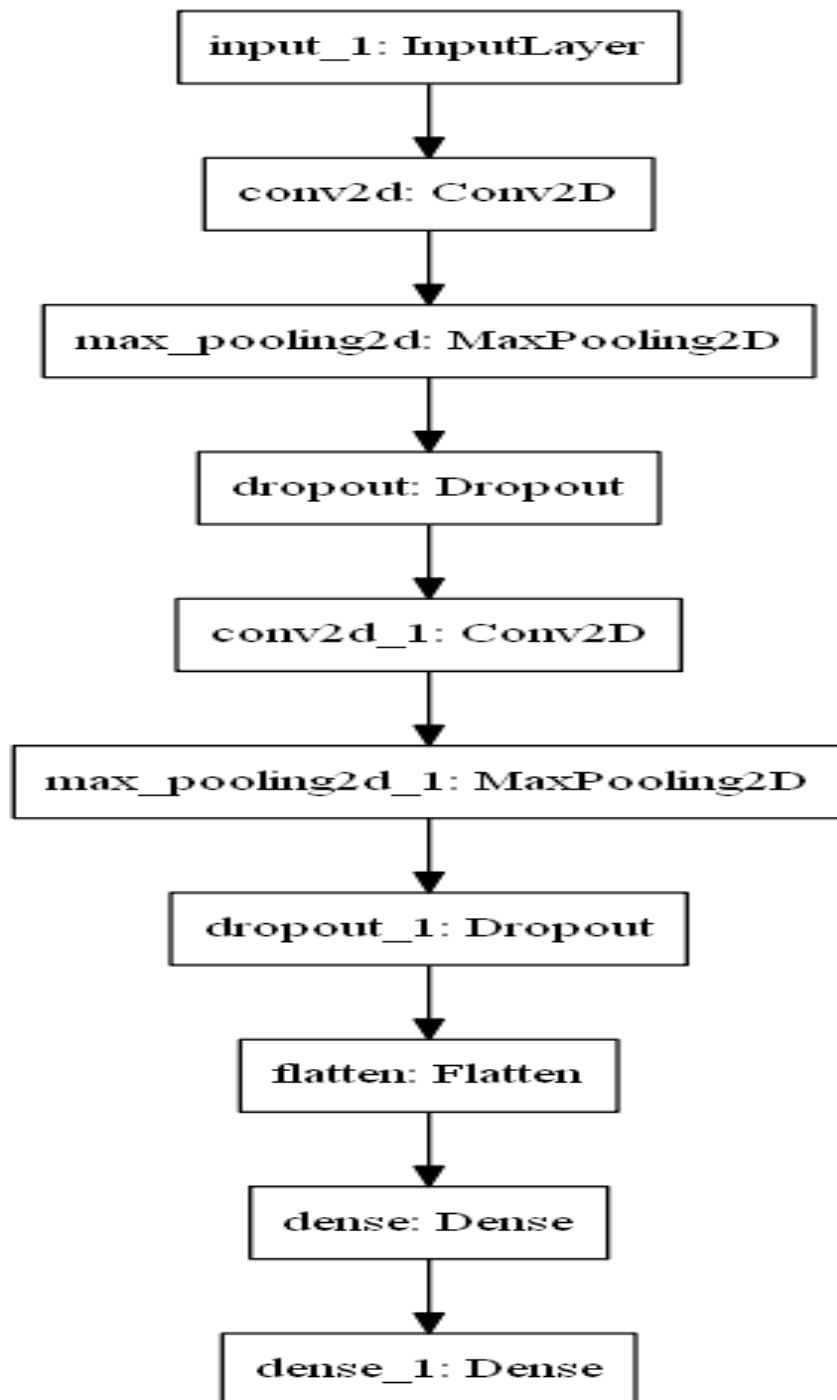 input_1: InputLayer
conv2d: Conv2D
max_pooling2d: MaxPooling2D
dropout: Dropout
conv2d_1: Conv2D
max_pooling2d_1: MaxPooling2D
dropout_1: Dropout
flatten: Flatten
dense: Dense
dense_1: Dense